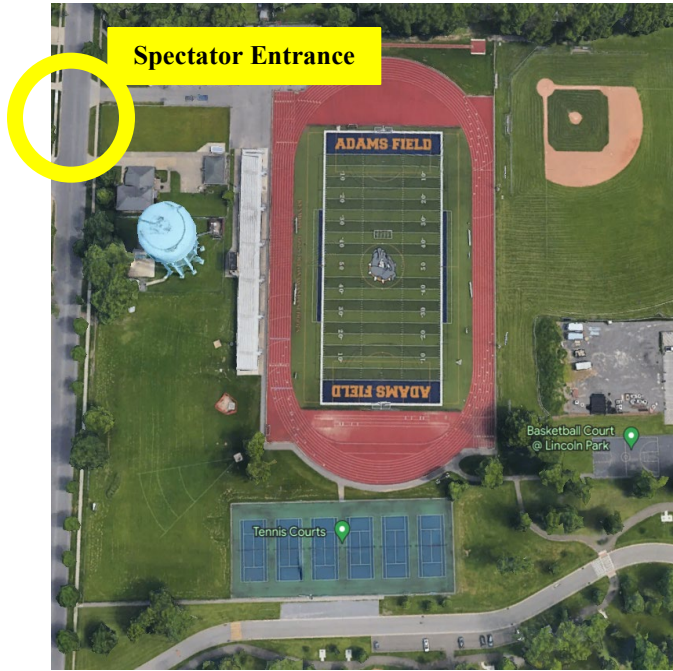 Spectator Entrance
ADAMS FIELD
ADAMS FIELD
Basketball Court
@ Lincoln Park
Tennis Courts